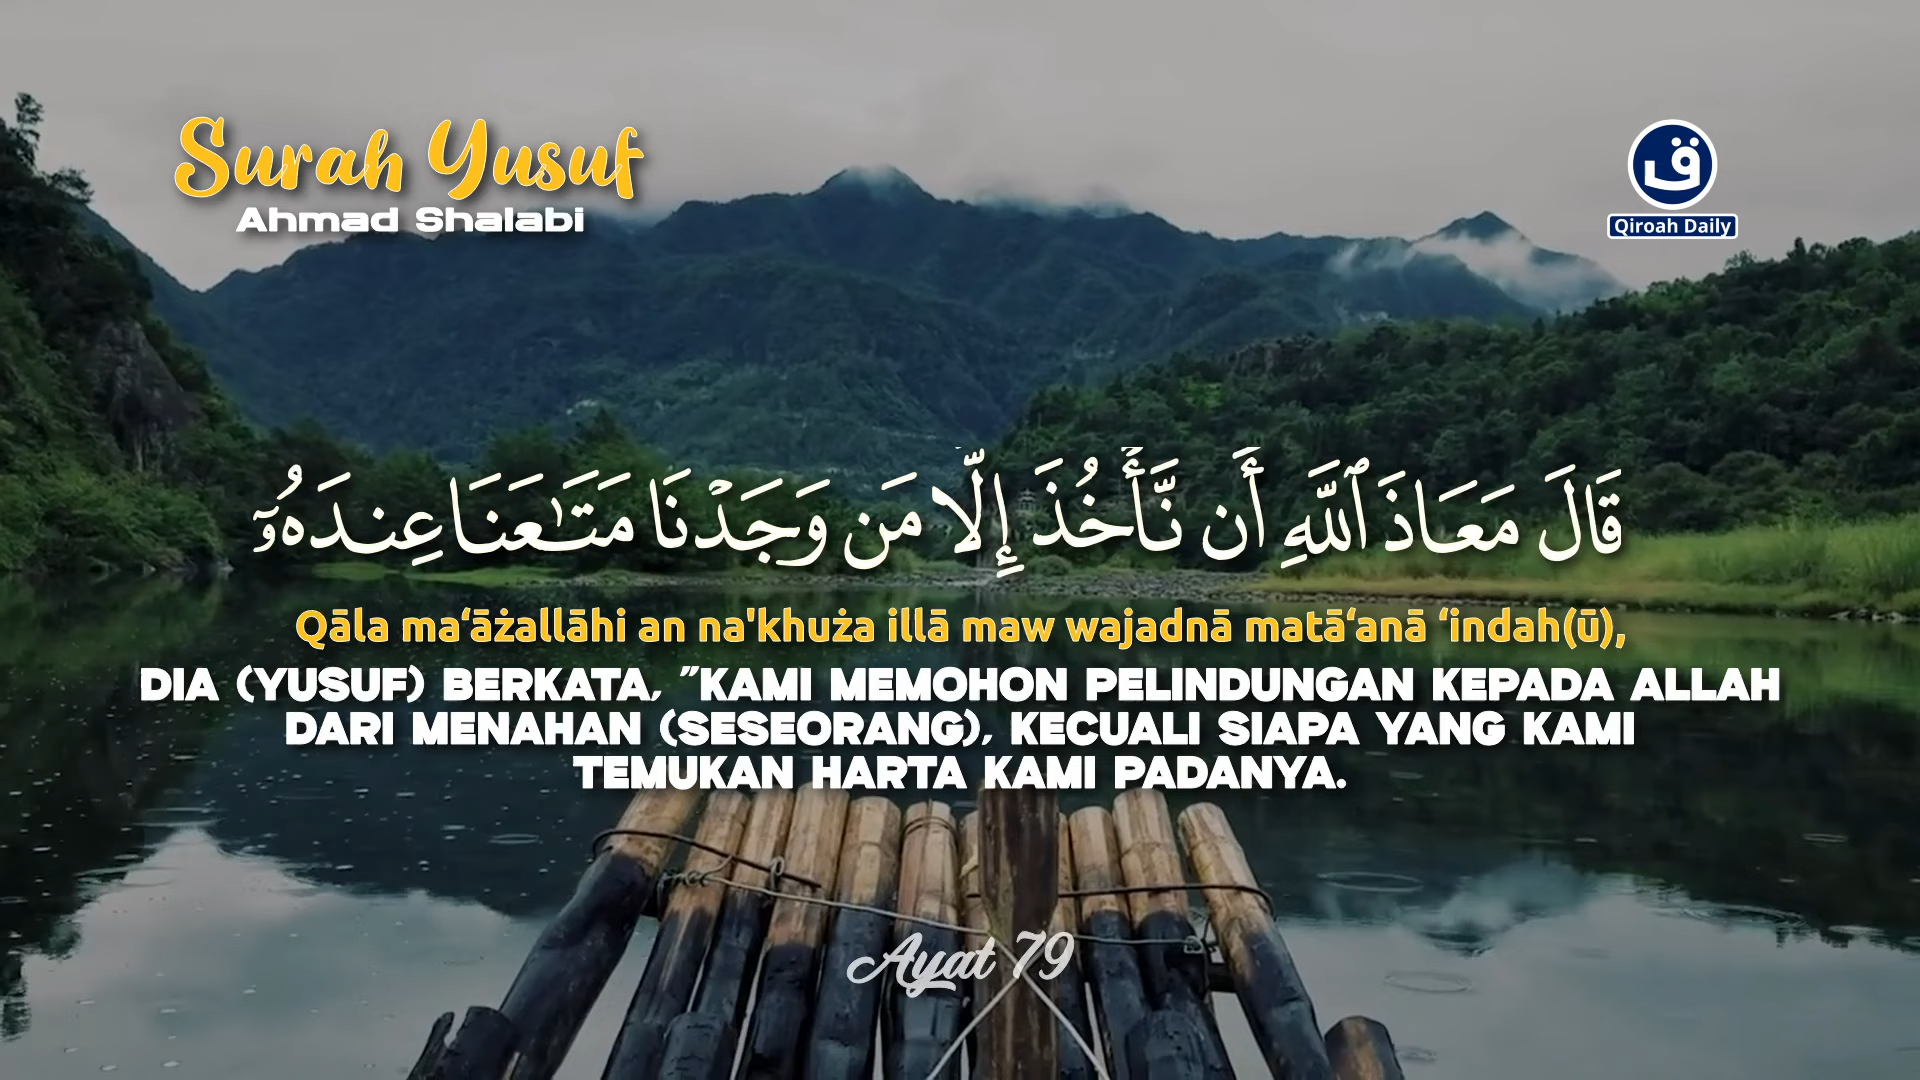 Surah Yusuf
Ahmad Shalabi
ق
Qiroah Daily
قَالَ مَعَاذَ ٱللَّهِ أَن نَّأْخُذَ إِلَّا مَن وَجَدْنَا مَتَـٰعَنَا عِندَهُۥٓ
Qāla ma‘āżallāhi an na'khuża illā maw wajadnā matā‘anā ‘indah(ū),
DIA (YUSUF) BERKATA, "KAMI MEMOHON PELINDUNGAN KEPADA ALLAH
DARI MENAHAN (SESEORANG), KECUALI SIAPA YANG KAMI
TEMUKAN HARTA KAMI PADANYA.
Ayat 79